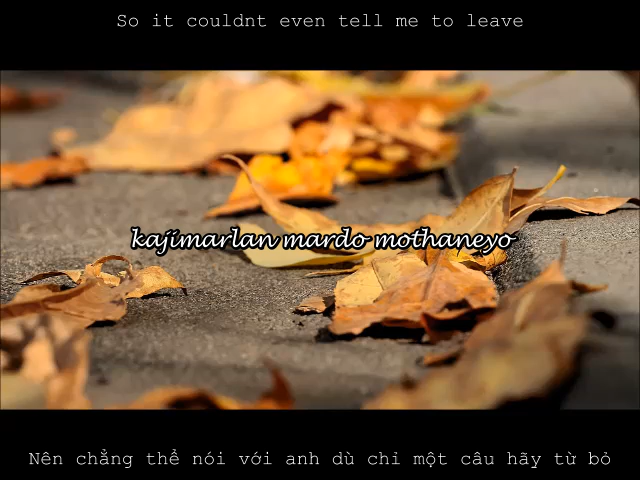 So it couldnt even tell me to leave
kajimarlan mardo mothaneyo
Nên chẳng thể nói với anh dù chỉ một câu hãy từ bỏ